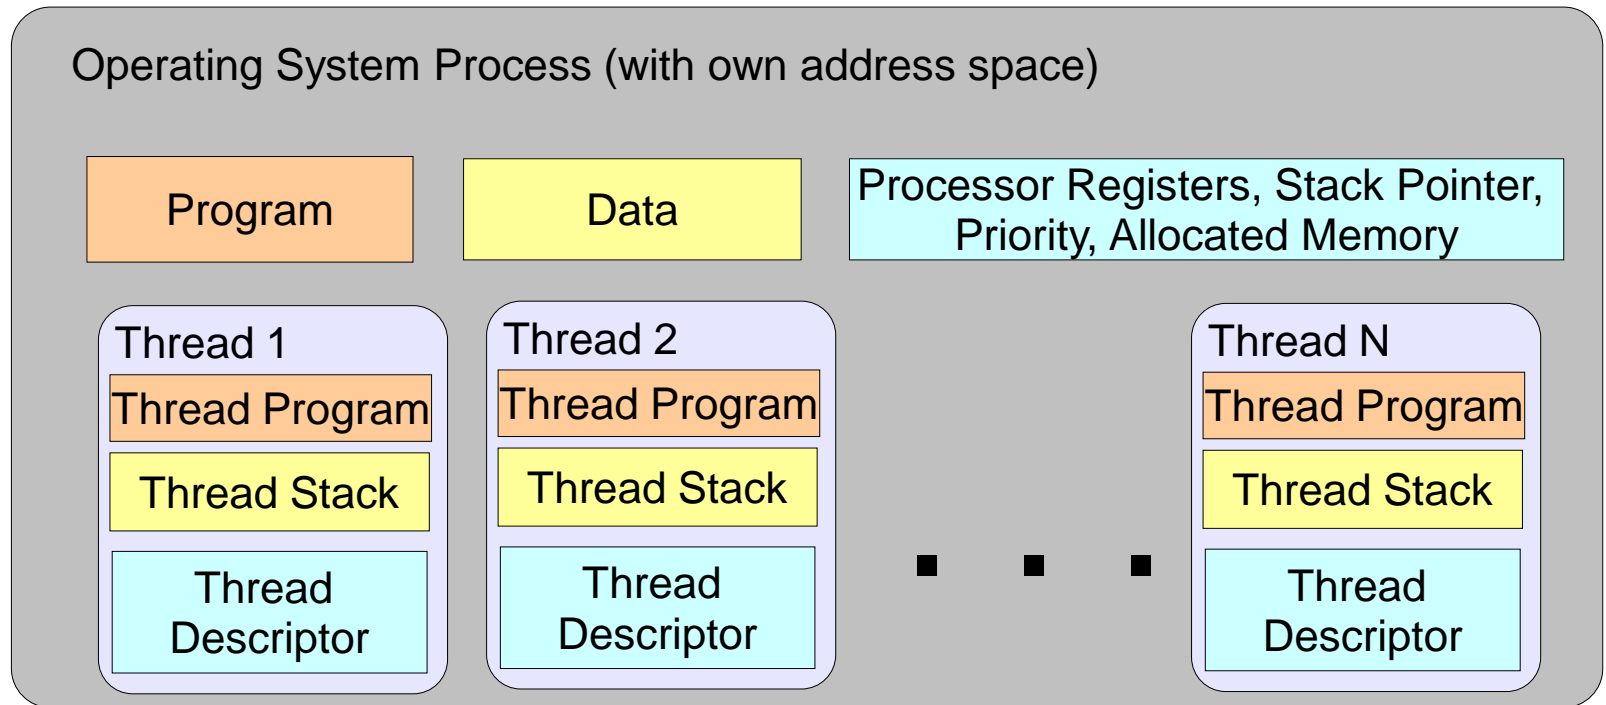 Operating System Process (with own address space)
Program
Data
Processor Registers, Stack Pointer,
Priority, Allocated Memory
Thread 1
Thread Program
Thread Stack
Thread
Descriptor
Thread 2
Thread Program
Thread Stack
Thread
Descriptor
. . .
Thread N
Thread Program
Thread Stack
Thread
Descriptor